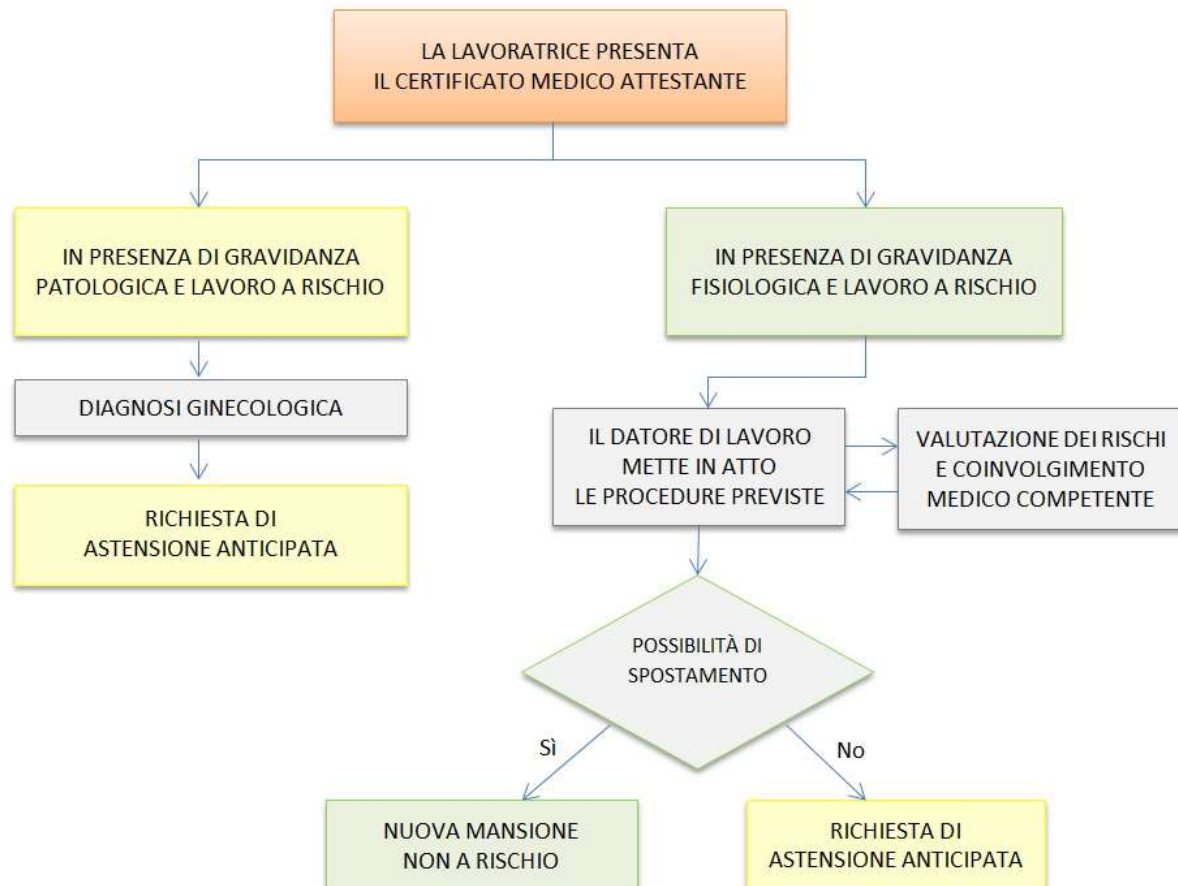 LA LAVORATRICE PRESENTA
IL CERTIFICATO MEDICO ATTESTANTE
IN PRESENZA DI GRAVIDANZA
PATOLOGICA E LAVORO A RISCHIO
IN PRESENZA DI GRAVIDANZA
FISIOLOGICA E LAVORO A RISCHIO
DIAGNOSI GINECOLOGICA
RICHIESTA DI
ASTENSIONE ANTICIPATA
IL DATORE DI LAVORO
METTE IN ATTO
LE PROCEDURE PREVISTE
VALUTAZIONE DEI RISCHI
E COINVOLGIMENTO
MEDICO COMPETENTE
POSSIBILITÀ DI
SPOSTAMENTO
Sì
No
NUOVA MANSIONE
NON A RISCHIO
RICHIESTA DI
ASTENSIONE ANTICIPATA